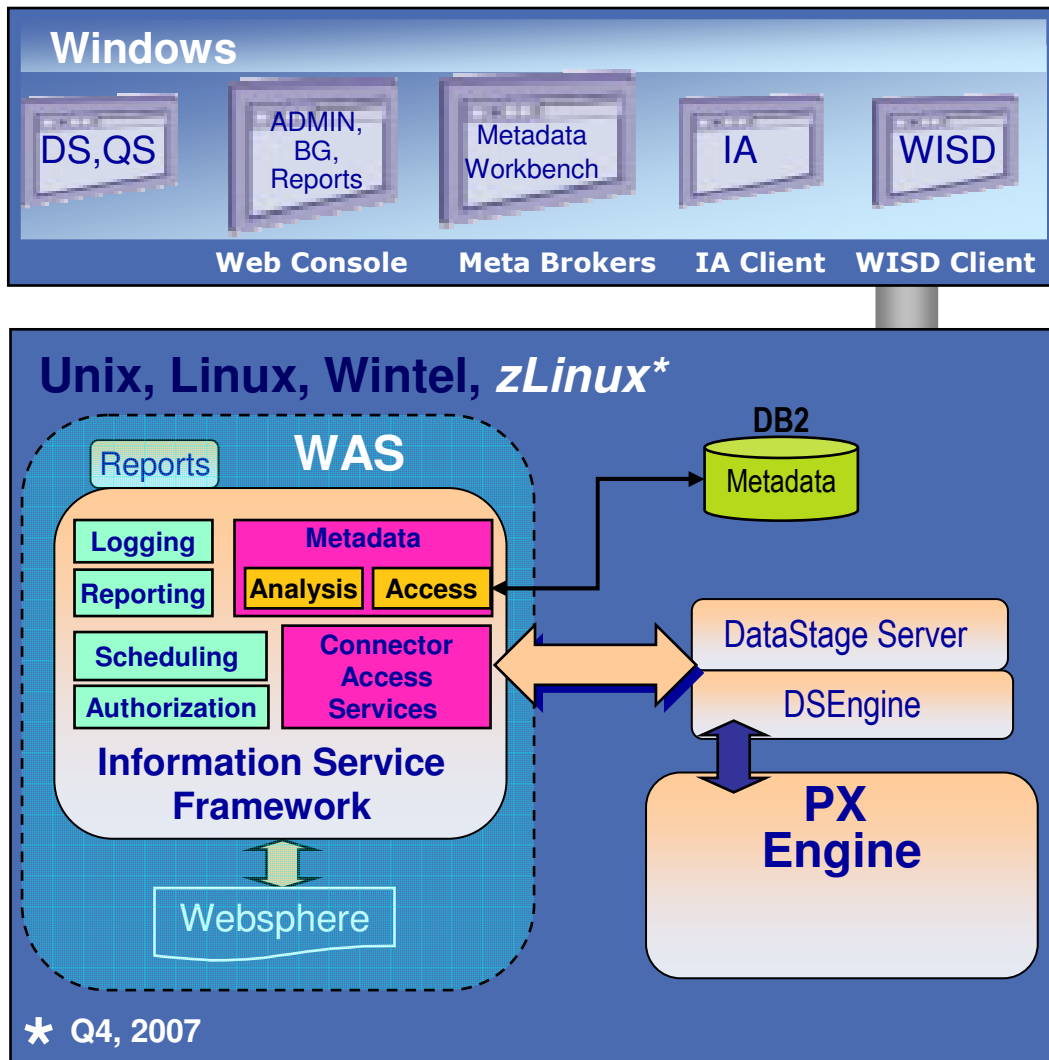 Windows
DS,QS
ADMIN,
BG,
Reports
Metadata
Workbench
IA
WISD
Web Console
Meta Brokers
IA Client
WISD Client
Unix, Linux, Wintel, zLinux*
WAS
Reports
DB2
Metadata
Logging
Reporting
Metadata
Analysis
Access
Scheduling
Authorization
Connector
Access
Services
Information Service
Framework
DataStage Server
DSEngine
PX
Engine
Websphere
* Q4, 2007